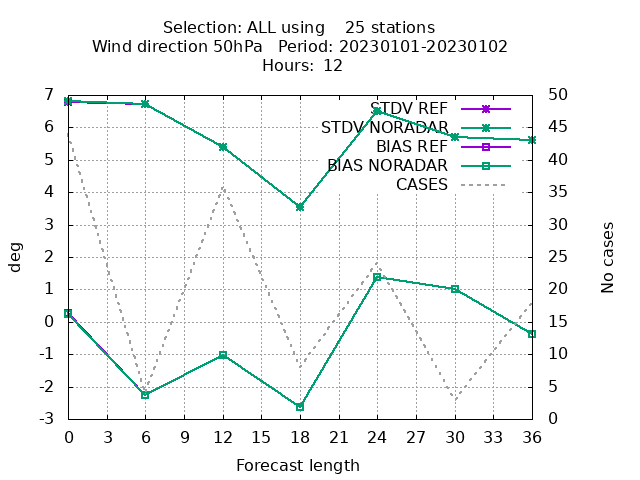 Selection: ALL using    25 stations
Wind direction 50hPa   Period: 20230101-20230102
Hours:  12
7 50
STDV REF
6 45
STDV NORADAR
BIAS REF
5 40
BIAS NORADAR
CASES
4 35
3 30
deg
No cases
2 25
1 20
0 15
-1 10
-2 5
-3 0
0 3 6 9 12 15 18 21 24 27 30 33 36
Forecast length